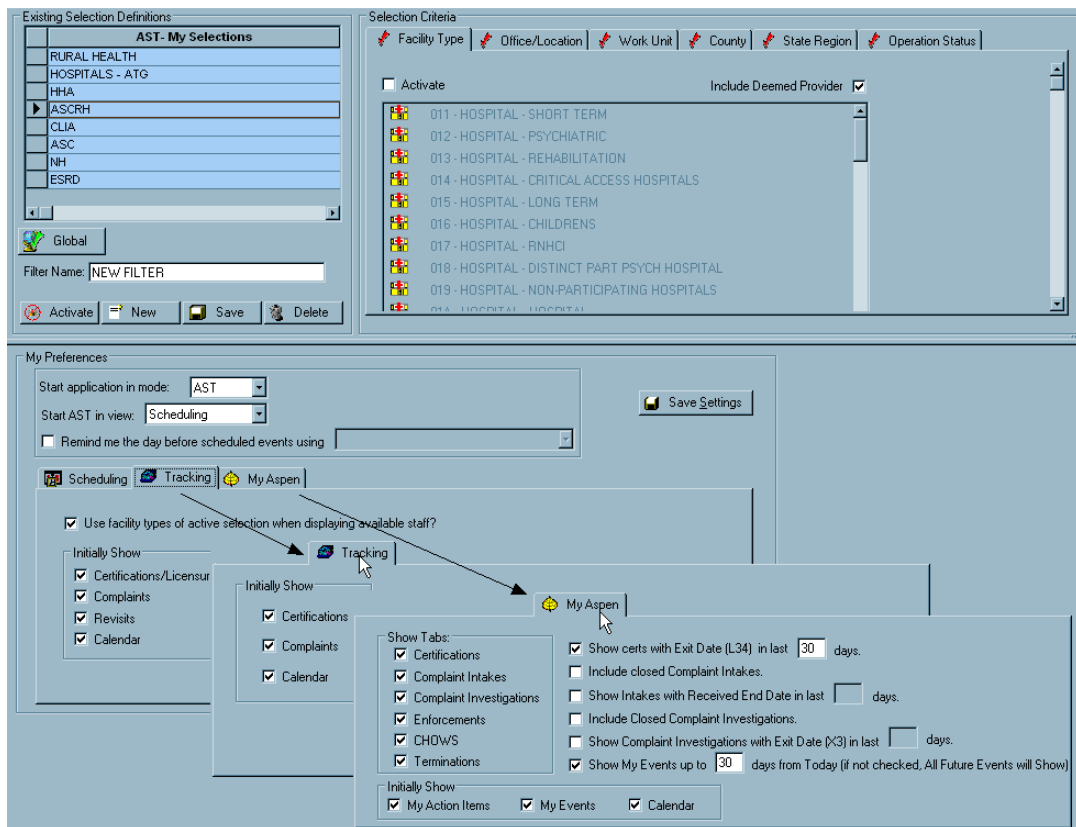 Existing Selection Definitions
AST- My Selections
RURAL HEALTH
HOSPITALS - ATG
HHA
ASCRH
CLIA
ASC
NH
ESRD
Global
Filter Name: NEW FILTER
Activate New Save Delete
Selection Criteria
Facility Type Office/Location Work Unit County State Region Operation Status
Activate Include Deemed Provider
011 - HOSPITAL - SHORT TERM
012 - HOSPITAL - PSYCHIATRIC
013 - HOSPITAL - REHABILITATION
014 - HOSPITAL - CRITICAL ACCESS HOSPITALS
015 - HOSPITAL - LONG TERM
016 - HOSPITAL - CHILDRENS
017 - HOSPITAL - RNHCI
018 - HOSPITAL - DISTINCT PART PSYCH HOSPITAL
019 - HOSPITAL - NON-PARTICIPATING HOSPITALS
My Preferences
Start application in mode: AST
Start AST in view: Scheduling
Save Settings
Remind me the day before scheduled events using
Scheduling Tracking My Aspen
Use facility types of active selection when displaying available staff?
Initially Show
Certifications/Licensur
Complaints
Revisits
Calendar
Tracking
Initially Show
Certifications
Complaints
Calendar
My Aspen
Show Tabs:
Certifications
Complaint Intakes
Complaint Investigations
Enforcements
CHOWS
Terminations
Show certs with Exit Date (L34) in last 30 days.
Include closed Complaint Intakes.
Show Intakes with Received End Date in last days.
Include Closed Complaint Investigations.
Show Complaint Investigations with Exit Date (X3) in last days.
Show My Events up to 30 days from Today (if not checked, All Future Events will Show)
Initially Show
My Action Items My Events Calendar